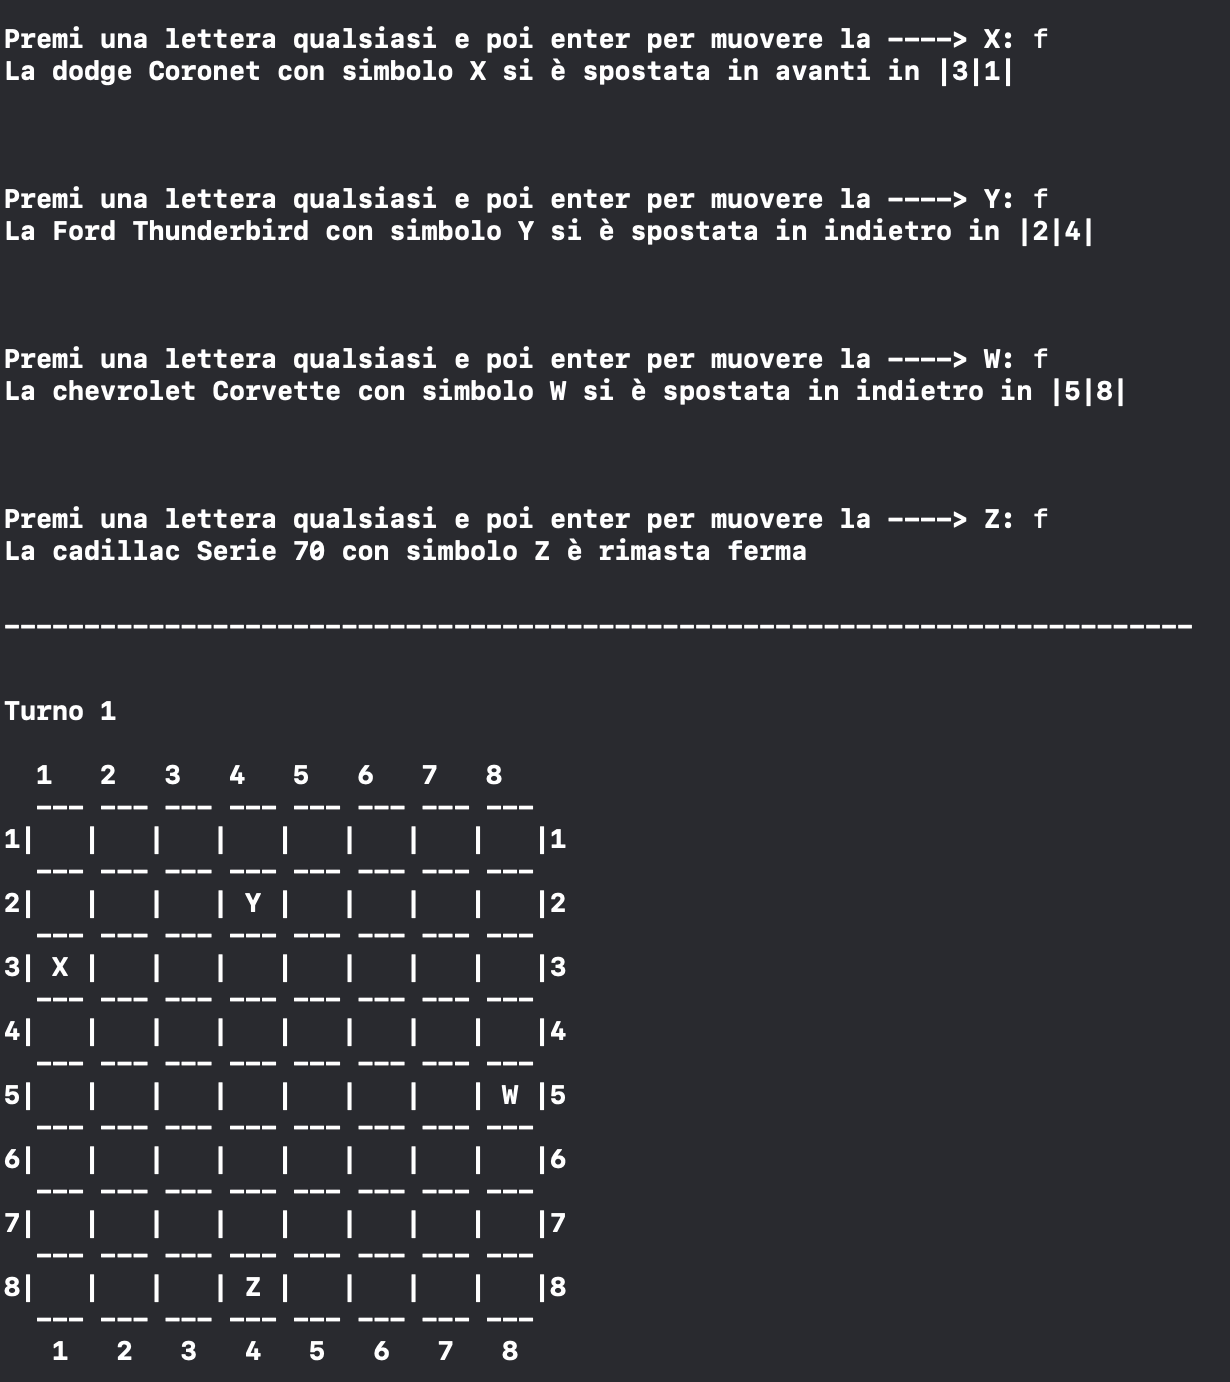 Premi una lettera qualsiasi e poi enter per muovere la ----> X: f
La dodge Coronet con simbolo X si è spostata in avanti in |3|1|
Premi una lettera qualsiasi e poi enter per muovere la ----> Y: f
La Ford Thunderbird con simbolo Y si è spostata in indietro in |2|4|
Premi una lettera qualsiasi e poi enter per muovere la ----> W: f
La chevrolet Corvette con simbolo W si è spostata in indietro in |5|8|
Premi una lettera qualsiasi e poi enter per muovere la ----> Z: f
La cadillac Serie 70 con simbolo Z è rimasta ferma
--------------------------------------------------------------------------
Turno 1
  1   2   3   4   5   6   7   8
  --- --- --- --- --- --- --- ---
1|   |   |   |   |   |   |   |   |1
  --- --- --- --- --- --- --- ---
2|   |   |   | Y |   |   |   |   |2
  --- --- --- --- --- --- --- ---
3| X |   |   |   |   |   |   |   |3
  --- --- --- --- --- --- --- ---
4|   |   |   |   |   |   |   |   |4
  --- --- --- --- --- --- --- ---
5|   |   |   |   |   |   |   | W |5
  --- --- --- --- --- --- --- ---
6|   |   |   |   |   |   |   |   |6
  --- --- --- --- --- --- --- ---
7|   |   |   |   |   |   |   |   |7
  --- --- --- --- --- --- --- ---
8|   |   |   | Z |   |   |   |   |8
  --- --- --- --- --- --- --- ---
   1   2   3   4   5   6   7   8